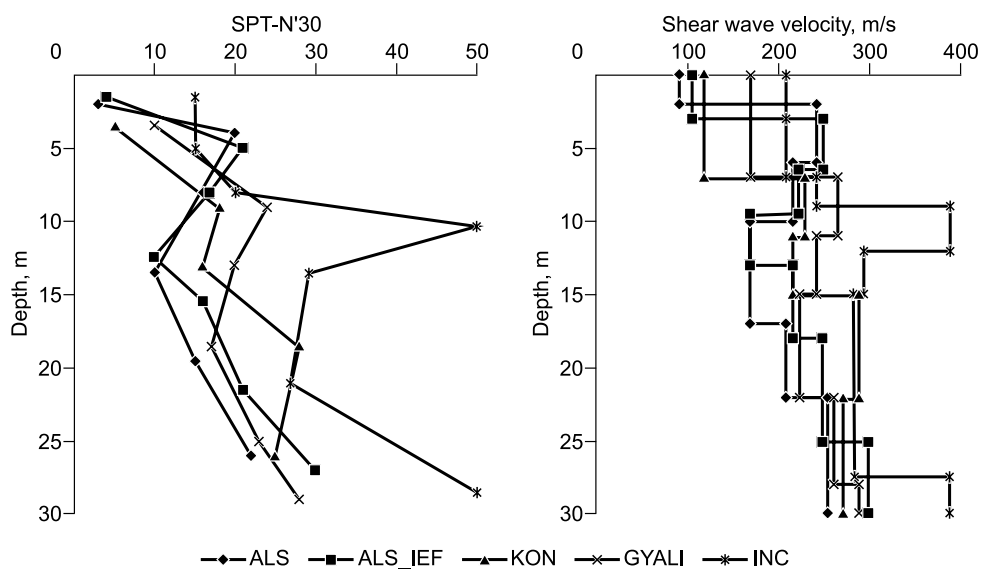 SPT-N'30
0 10 20 30 40 50
5
10
15
20
25
30
Depth, m
Shear wave velocity, m/s
0 100 200 300 400
5
10
15
20
25
30
Depth, m
ALS ALS_IEF KON GYALI INC